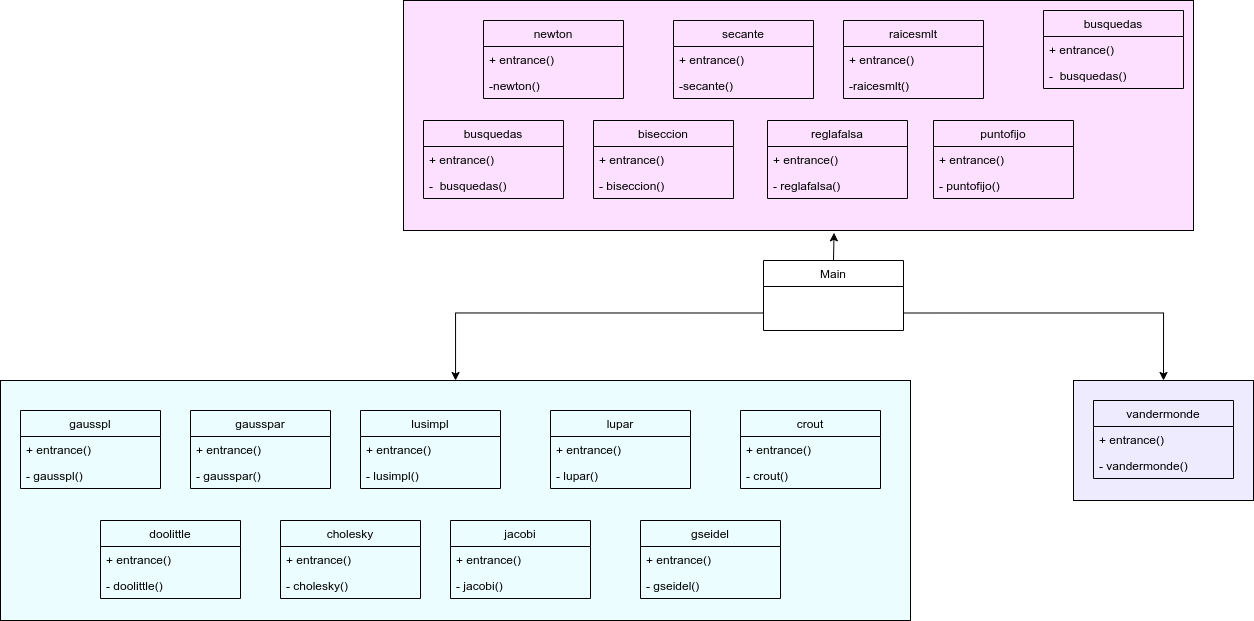 newton
+ entrance()
-newton()
secante
+ entrance()
-secante()
raicesmlt
+ entrance()
-raicesmlt()
busquedas
+ entrance()
-  busquedas()
busquedas
+ entrance()
-  busquedas()
biseccion
+ entrance()
- biseccion()
reglafalsa
+ entrance()
- reglafalsa()
puntofijo
+ entrance()
- puntofijo()
Main
gausspl
+ entrance()
- gausspl()
gausspar
+ entrance()
- gausspar()
lusimpl
+ entrance()
- lusimpl()
lupar
+ entrance()
- lupar()
crout
+ entrance()
- crout()
doolittle
+ entrance()
- doolittle()
cholesky
+ entrance()
- cholesky()
jacobi
+ entrance()
- jacobi()
gseidel
+ entrance()
- gseidel()
vandermonde
+ entrance()
- vandermonde()